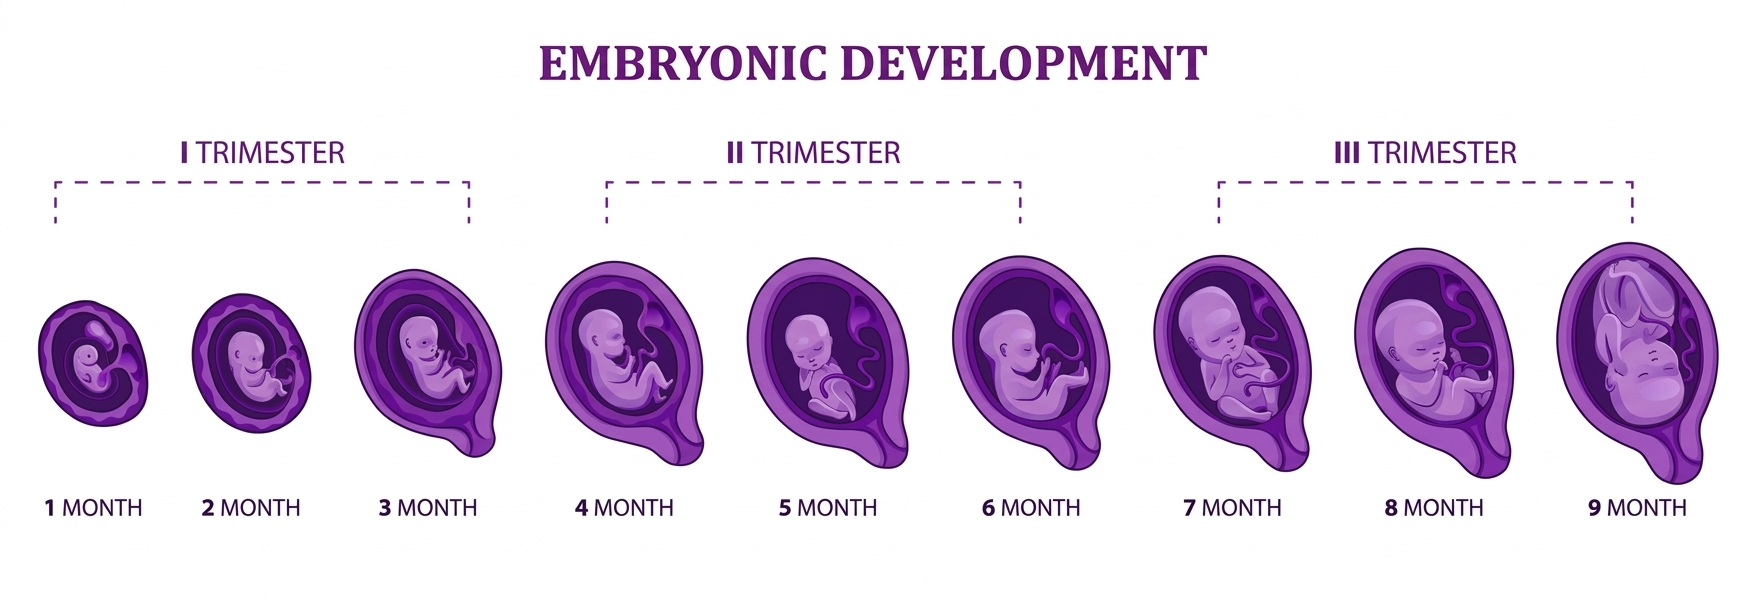 EMBRYONIC DEVELOPMENT
I TRIMESTER
II TRIMESTER
III TRIMESTER
1 MONTH
2 MONTH
3 MONTH
4 MONTH
5 MONTH
6 MONTH
7 MONTH
8 MONTH
9 MONTH